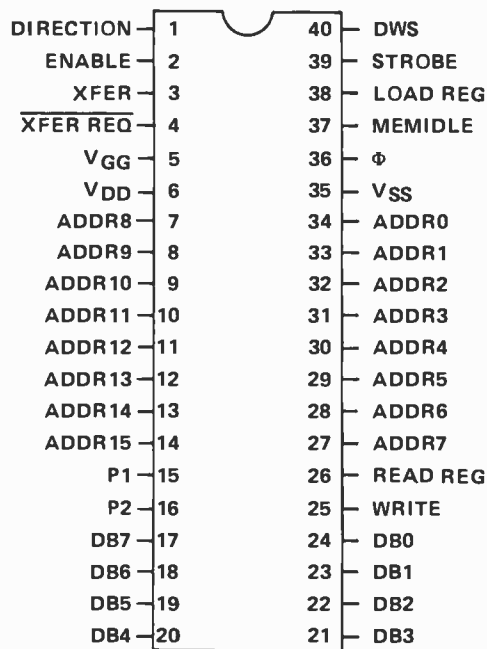 DIRECTION 1 40 DWS
ENABLE 2 39 STROBE
XFER 3 38 LOAD REG
XFER REQ 4 37 MEMIDLE
VGG 5 36 Φ
VDD 6 35 VSS
ADDR8 7 34 ADDR0
ADDR9 8 33 ADDR1
ADDR10 9 32 ADDR2
ADDR11 10 31 ADDR3
ADDR12 11 30 ADDR4
ADDR13 12 29 ADDR5
ADDR14 13 28 ADDR6
ADDR15 14 27 ADDR7
P1 15 26 READ REG
P2 16 25 WRITE
DB7 17 24 DB0
DB6 18 23 DB1
DB5 19 22 DB2
DB4 20 21 DB3